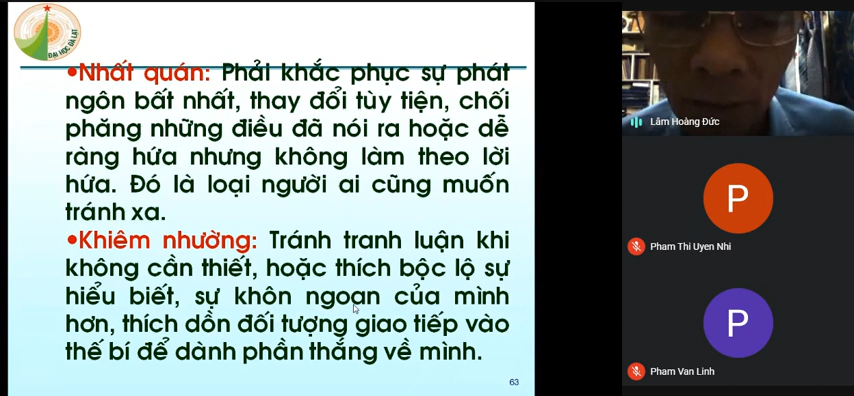 ĐẠI HỌC ĐÀ LẠT
•Nhất quán: Phải khắc phục sự phát
ngôn bất nhất, thay đổi tùy tiện, chối
phăng những điều đã nói ra hoặc dễ
ràng hứa nhưng không làm theo lời
hứa. Đó là loại người ai cũng muốn
tránh xa.
•Khiêm nhường: Tránh tranh luận khi
không cần thiết, hoặc thích bộc lộ sự
hiểu biết, sự khôn ngoan của mình
hơn, thích dồn đối tượng giao tiếp vào
thế bí để dành phần thắng về mình.
63
Lâm Hoàng Đức
P
Pham Thi Uyen Nhi
P
Pham Van Linh